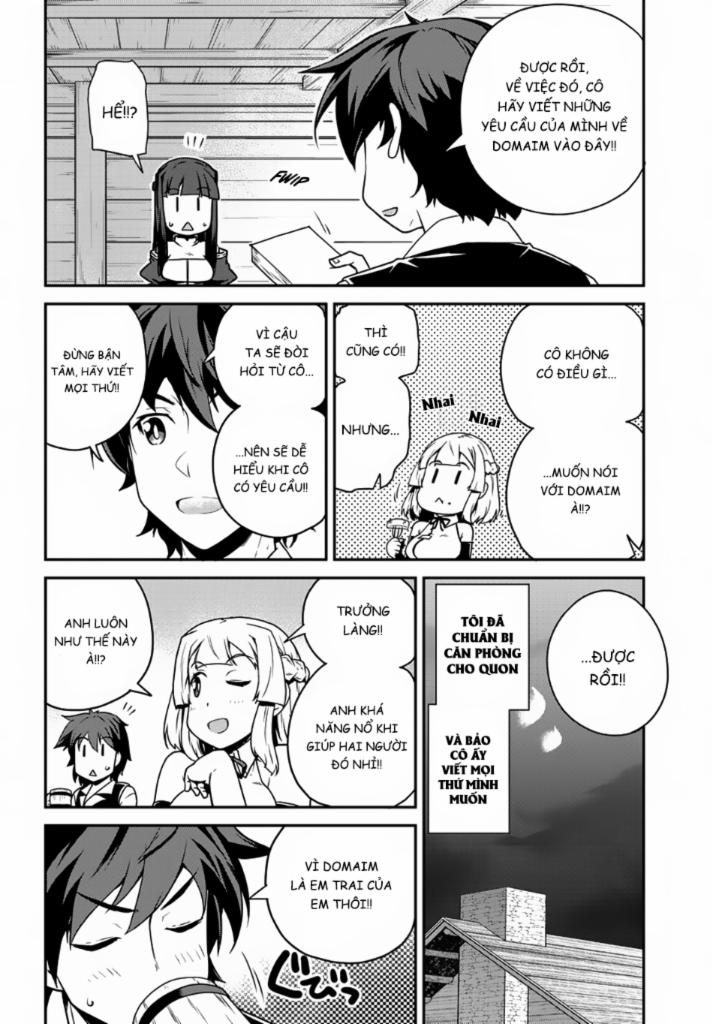 ĐƯỢC RỒI,
VỀ VIỆC ĐÓ, CÔ
HÃY VIẾT NHỮNG
YÊU CẦU CỦA MÌNH VỀ
DOMAIM VÀO ĐÂY!!
HỂ!!?
FWIP
CÔ KHÔNG
CÓ ĐIỀU GÌ...
...MUỐN NÓI
VỚI DOMAIM
À!!?
THÌ
CŨNG CÓ!!
NHƯNG...
Nhai
Nhai
VÌ CẬU
TA SẼ ĐÒI
HỎI TỪ CÔ...
...NÊN SẼ DỄ
HIỂU KHI CÔ
CÓ YÊU CẦU!!
ĐỪNG BẬN
TÂM, HÃY VIẾT
MỌI THỨ!!
...ĐƯỢC
RỒI!!
TÔI ĐÃ
CHUẨN BỊ
CĂN PHÒNG
CHO QUON
VÀ BẢO
CÔ ẤY
VIẾT MỌI
THỨ MÌNH
MUỐN
TRƯỞNG
LÀNG!!
ANH KHÁ
NĂNG NỔ KHI
GIÚP HAI NGƯỜI
ĐÓ NHỈ!!
ANH LUÔN
NHƯ THẾ NÀY
À!!?
VÌ DOMAIM
LÀ EM TRAI CỦA
EM THÔI!!
ぐびっ